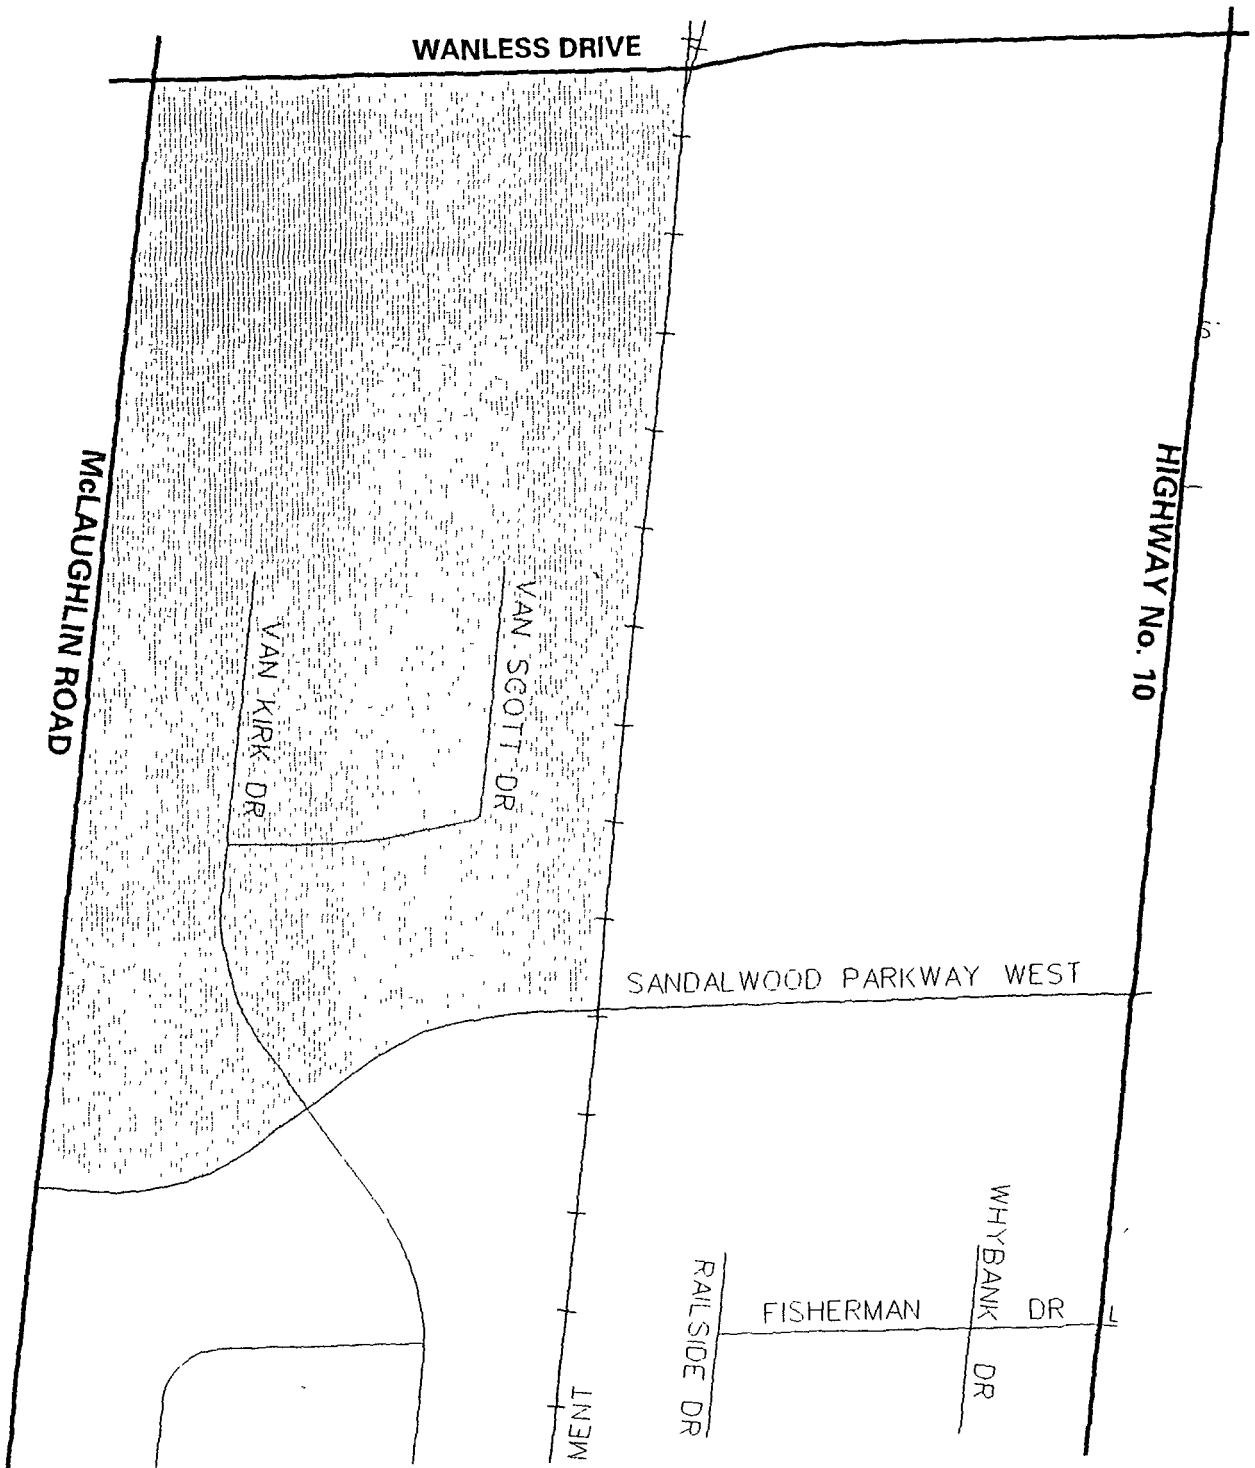 WANLESS DRIVE
McLAUGHLIN ROAD
HIGHWAY No. 10
VAN SCOTT DR
VAN KIRK DR
SANDALWOOD PARKWAY WEST
WHYBANK DR
RAILSIDE DR
FISHERMAN DR
MENT